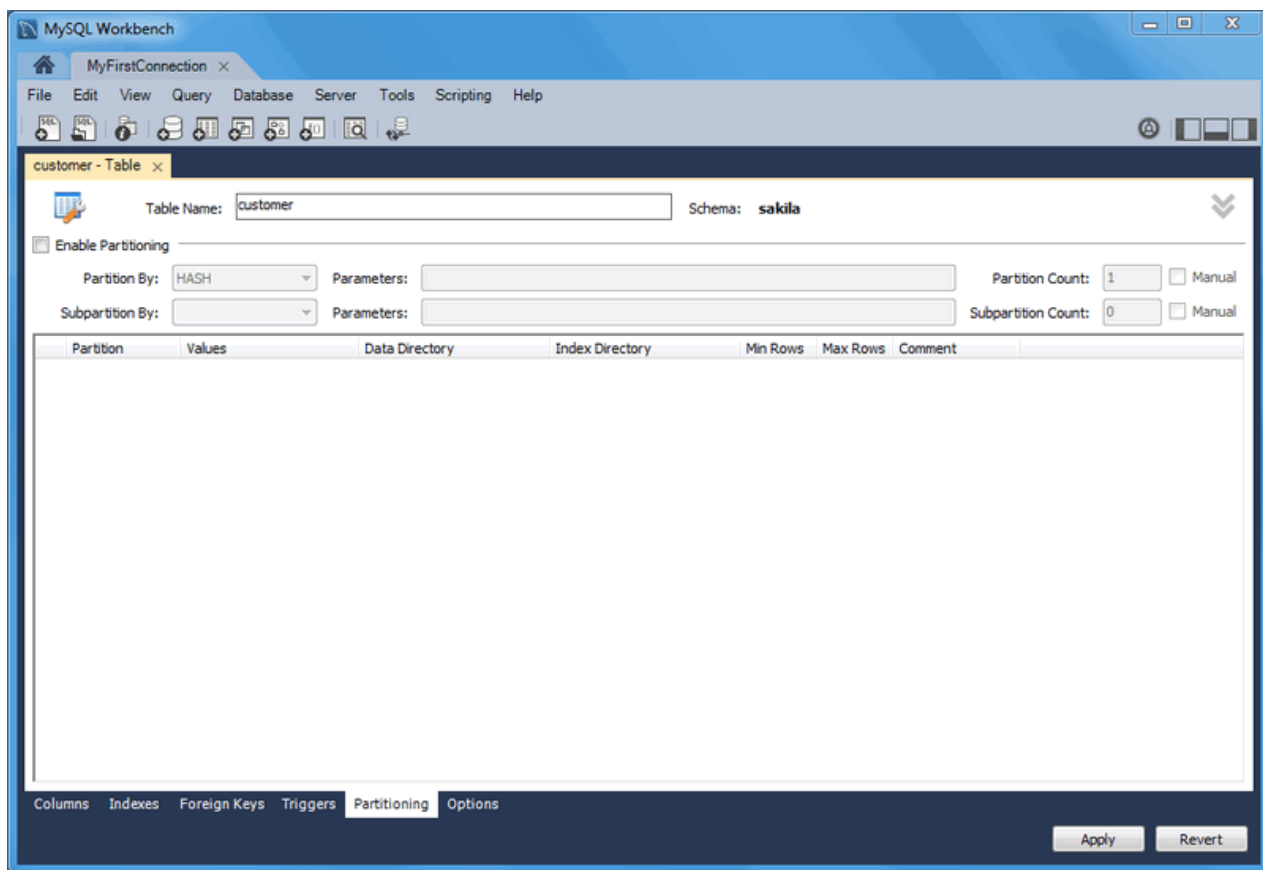 MySQL Workbench
MyFirstConnection
File Edit View Query Database Server Tools Scripting Help
customer - Table
Table Name: customer Schema: sakila
Enable Partitioning
Partition By: HASH Parameters: Partition Count: 1 Manual
Subpartition By: Parameters: Subpartition Count: 0 Manual
Partition Values Data Directory Index Directory Min Rows Max Rows Comment
Columns Indexes Foreign Keys Triggers Partitioning Options
Apply Revert